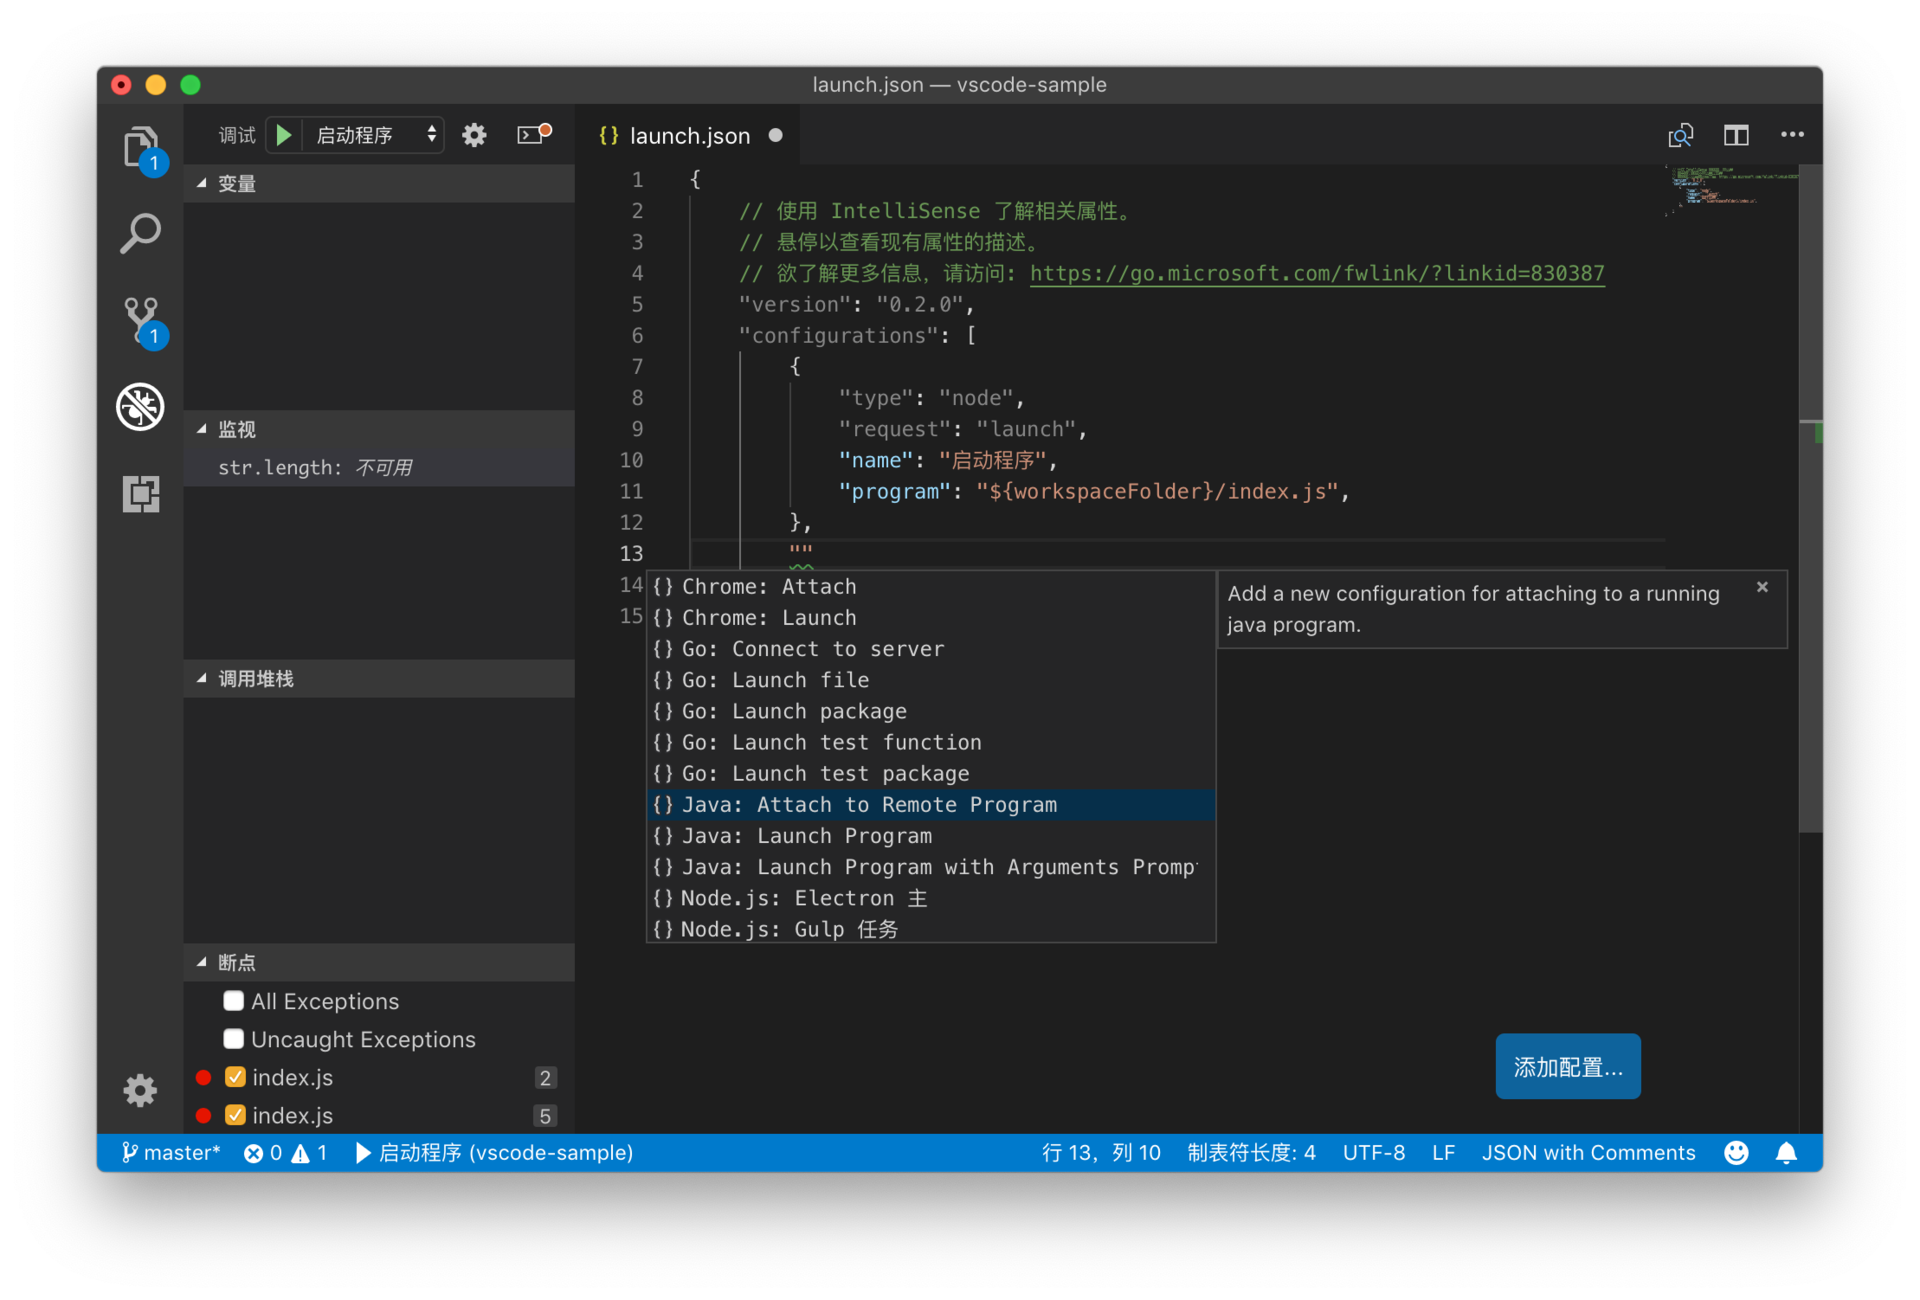 launch.json — vscode-sample
调试 启动程序
{} launch.json
1
1
变量
监视
str.length: 不可用
调用堆栈
断点
All Exceptions
Uncaught Exceptions
index.js 2
index.js 5
1 {
2 // 使用 IntelliSense 了解相关属性。
3 // 悬停以查看现有属性的描述。
4 // 欲了解更多信息，请访问: https://go.microsoft.com/fwlink/?linkid=830387
5 "version": "0.2.0",
6 "configurations": [
7 {
8 "type": "node",
9 "request": "launch",
10 "name": "启动程序",
11 "program": "${workspaceFolder}/index.js",
12 },
13 ""
14
15
{} Chrome: Attach
{} Chrome: Launch
{} Go: Connect to server
{} Go: Launch file
{} Go: Launch package
{} Go: Launch test function
{} Go: Launch test package
{} Java: Attach to Remote Program
{} Java: Launch Program
{} Java: Launch Program with Arguments Promp
{} Node.js: Electron 主
{} Node.js: Gulp 任务
Add a new configuration for attaching to a running
java program.
添加配置...
master* 0 1 启动程序 (vscode-sample) 行 13，列 10 制表符长度: 4 UTF-8 LF JSON with Comments